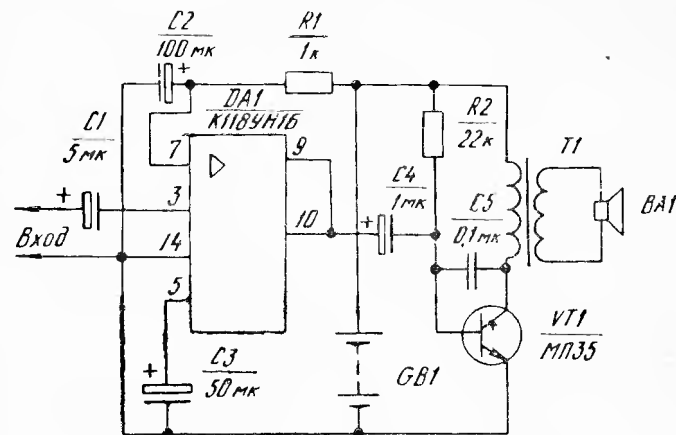 C2
100 мк
+
R1
1к
DA1
К118УН1Б
C1
5 мк
+
7
9
R2
22к
T1
3
10
C4
1 мк
+
C5
0,1 мк
BA1
Вход
14
5
VT1
МП35
C3
50 мк
+
GB1